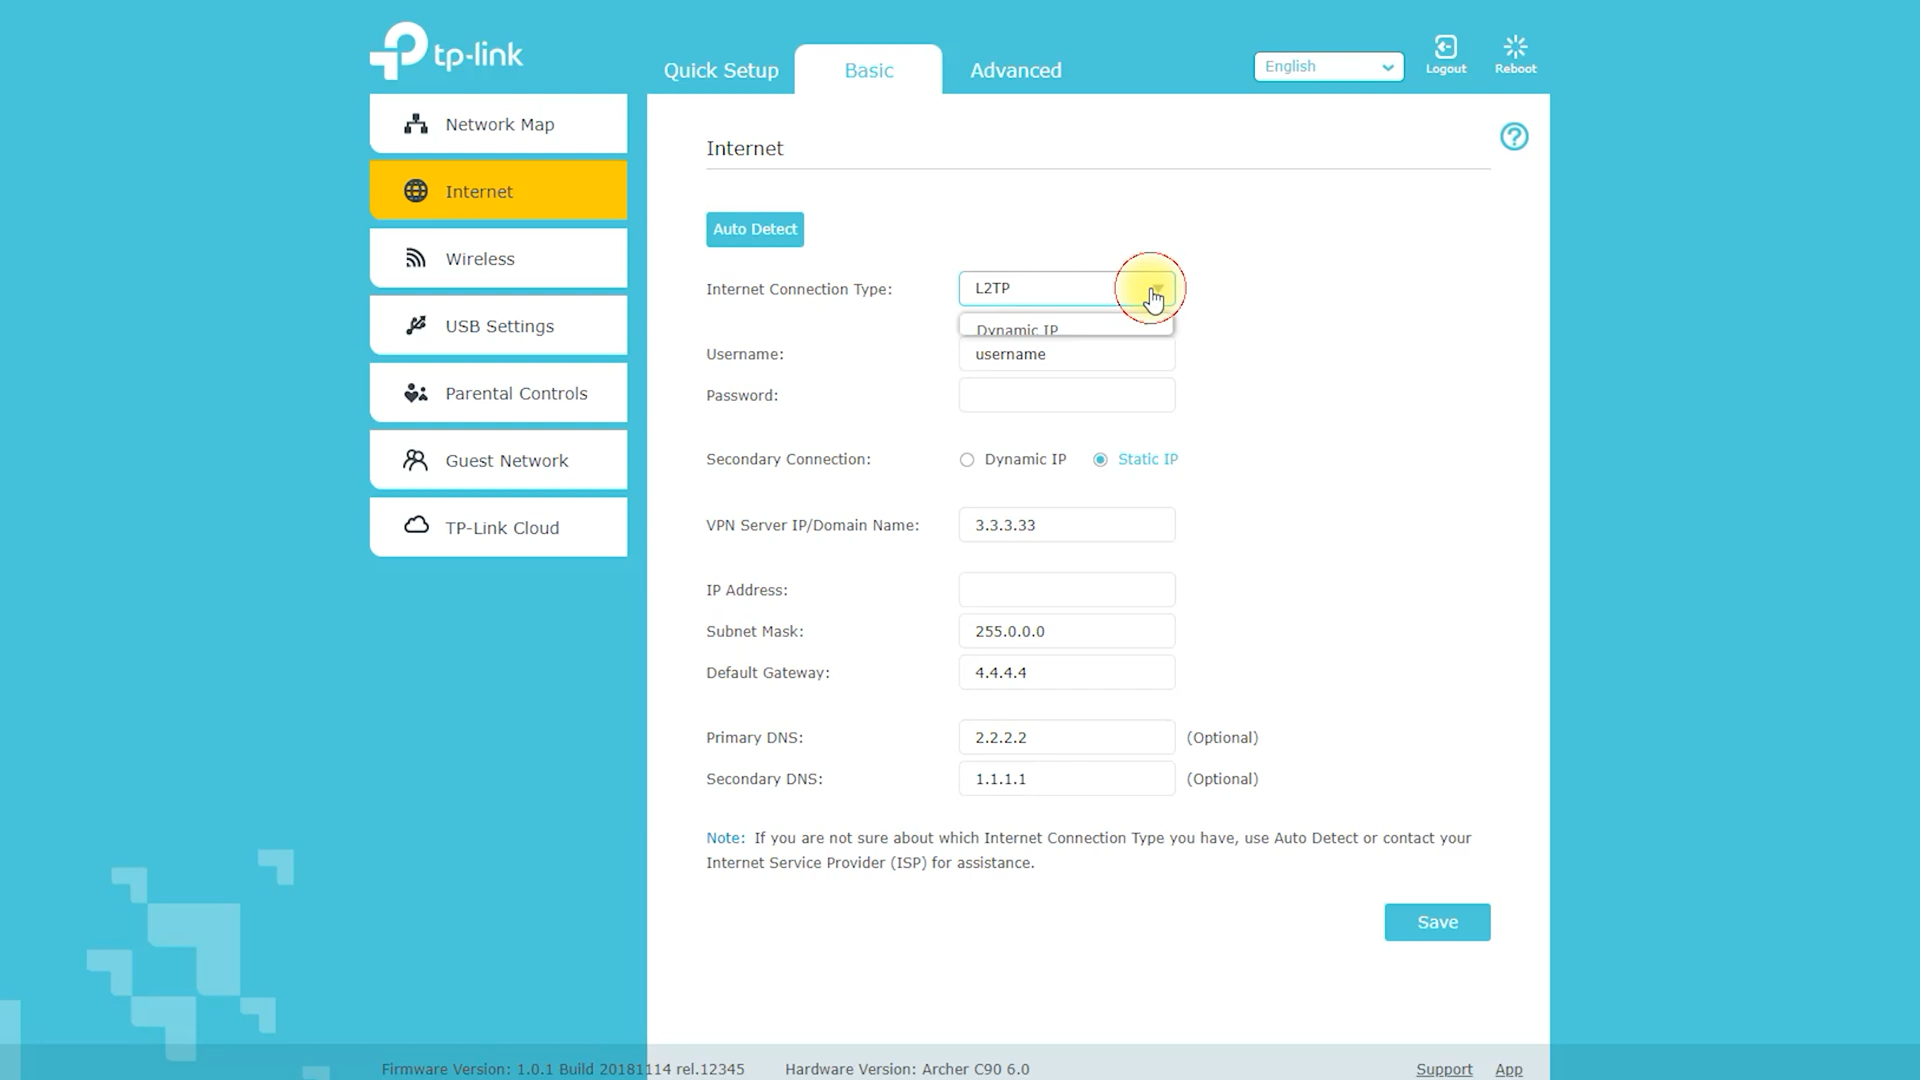 tp-link
Quick Setup
Basic
Advanced
English
Logout
Reboot
Network Map
Internet
Wireless
USB Settings
Parental Controls
Guest Network
TP-Link Cloud
Internet
Auto Detect
Internet Connection Type: L2TP
Dynamic IP
Username: username
Password:
Secondary Connection: Dynamic IP Static IP
VPN Server IP/Domain Name: 3.3.3.33
IP Address:
Subnet Mask: 255.0.0.0
Default Gateway: 4.4.4.4
Primary DNS: 2.2.2.2 (Optional)
Secondary DNS: 1.1.1.1 (Optional)
Note: If you are not sure about which Internet Connection Type you have, use Auto Detect or contact your
Internet Service Provider (ISP) for assistance.
Save
Firmware Version: 1.0.1 Build 20181114 rel.12345 Hardware Version: Archer C90 6.0 Support App